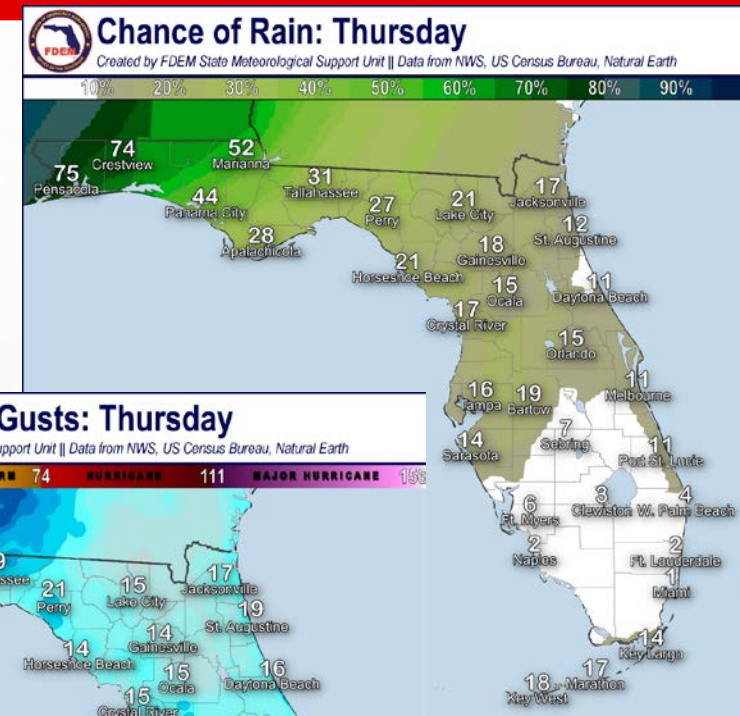 FDEM
Chance of Rain: Thursday
Created by FDEM State Meteorological Support Unit || Data from NWS, US Census Bureau, Natural Earth
10% 20% 30% 40% 50% 60% 70% 80% 90%
75
Pensacola
74
Crestview
52
Marianna
44
Panama City
31
Tallahassee
28
Apalachicola
27
Perry
21
Lake City
17
Jacksonville
12
St. Augustine
18
Gainesville
21
Horseshoe Beach
15
Ocala
11
Daytona Beach
17
Crystal River
15
Orlando
16
Tampa
19
Bartow
11
Melbourne
7
Sebring
14
Sarasota
11
Port St. Lucie
6
Ft. Myers
3
Clewiston
4
W. Palm Beach
2
Naples
2
Ft. Lauderdale
1
Miami
14
Key Largo
17
Marathon
18
Key West
Gusts: Thursday
pport Unit || Data from NWS, US Census Bureau, Natural Earth
RM 74 HURRICANE 111 MAJOR HURRICANE 156
9
ssee
21
Perry
15
Lake City
17
Jacksonville
19
St. Augustine
14
Gainesville
14
Horseshoe Beach
15
Ocala
16
Daytona Beach
15
Crystal River